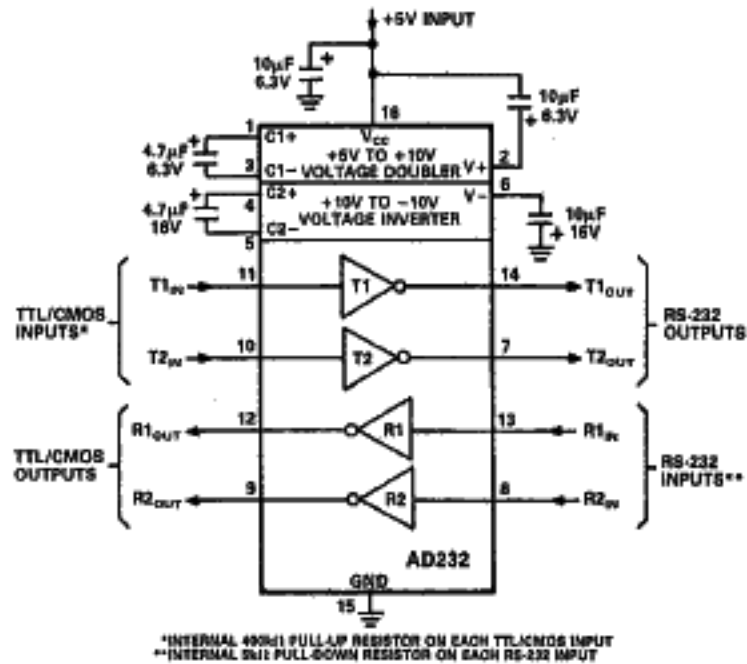 +5V INPUT
10µF
6.3V
10µF
6.3V
16
V_CC
1
C1+
4.7µF
6.3V
3
C1−
+5V TO +10V
VOLTAGE DOUBLER
V+
2
C2+
4
4.7µF
16V
C2−
5
+10V TO −10V
VOLTAGE INVERTER
V−
6
10µF
16V
TTL/CMOS
INPUTS*
T1IN
11
T1
14
T1OUT
T2IN
10
T2
7
T2OUT
RS-232
OUTPUTS
TTL/CMOS
OUTPUTS
R1OUT
12
R1
13
R1IN
R2OUT
9
R2
8
R2IN
RS-232
INPUTS**
AD232
GND
15
*INTERNAL 400kΩ PULL-UP RESISTOR ON EACH TTL/CMOS INPUT
**INTERNAL 5kΩ PULL-DOWN RESISTOR ON EACH RS-232 INPUT